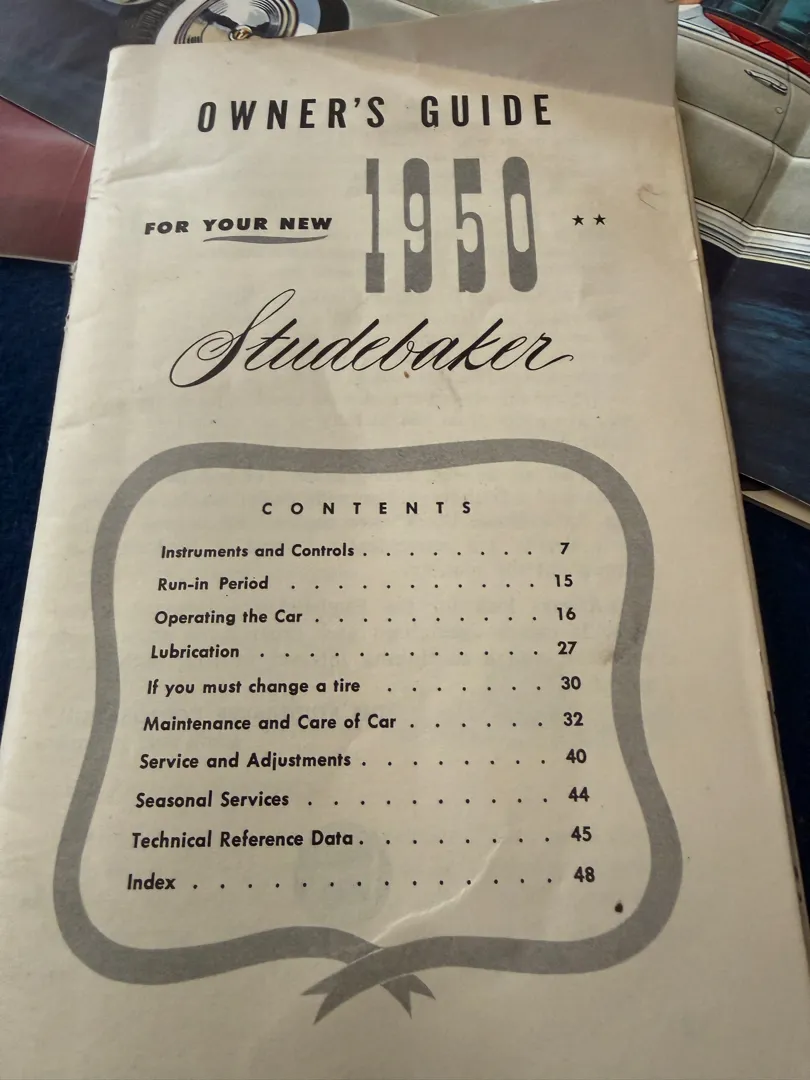 OWNER'S GUIDE
FOR YOUR NEW 1950 ★ ★
Studebaker
CONTENTS
Instruments and Controls . . . . . . . . 7
Run-in Period . . . . . . . . . . . 15
Operating the Car . . . . . . . . . . 16
Lubrication . . . . . . . . . . . . 27
If you must change a tire . . . . . . . 30
Maintenance and Care of Car . . . . . . 32
Service and Adjustments . . . . . . . . 40
Seasonal Services . . . . . . . . . . 44
Technical Reference Data . . . . . . . . 45
Index . . . . . . . . . . . . . . 48